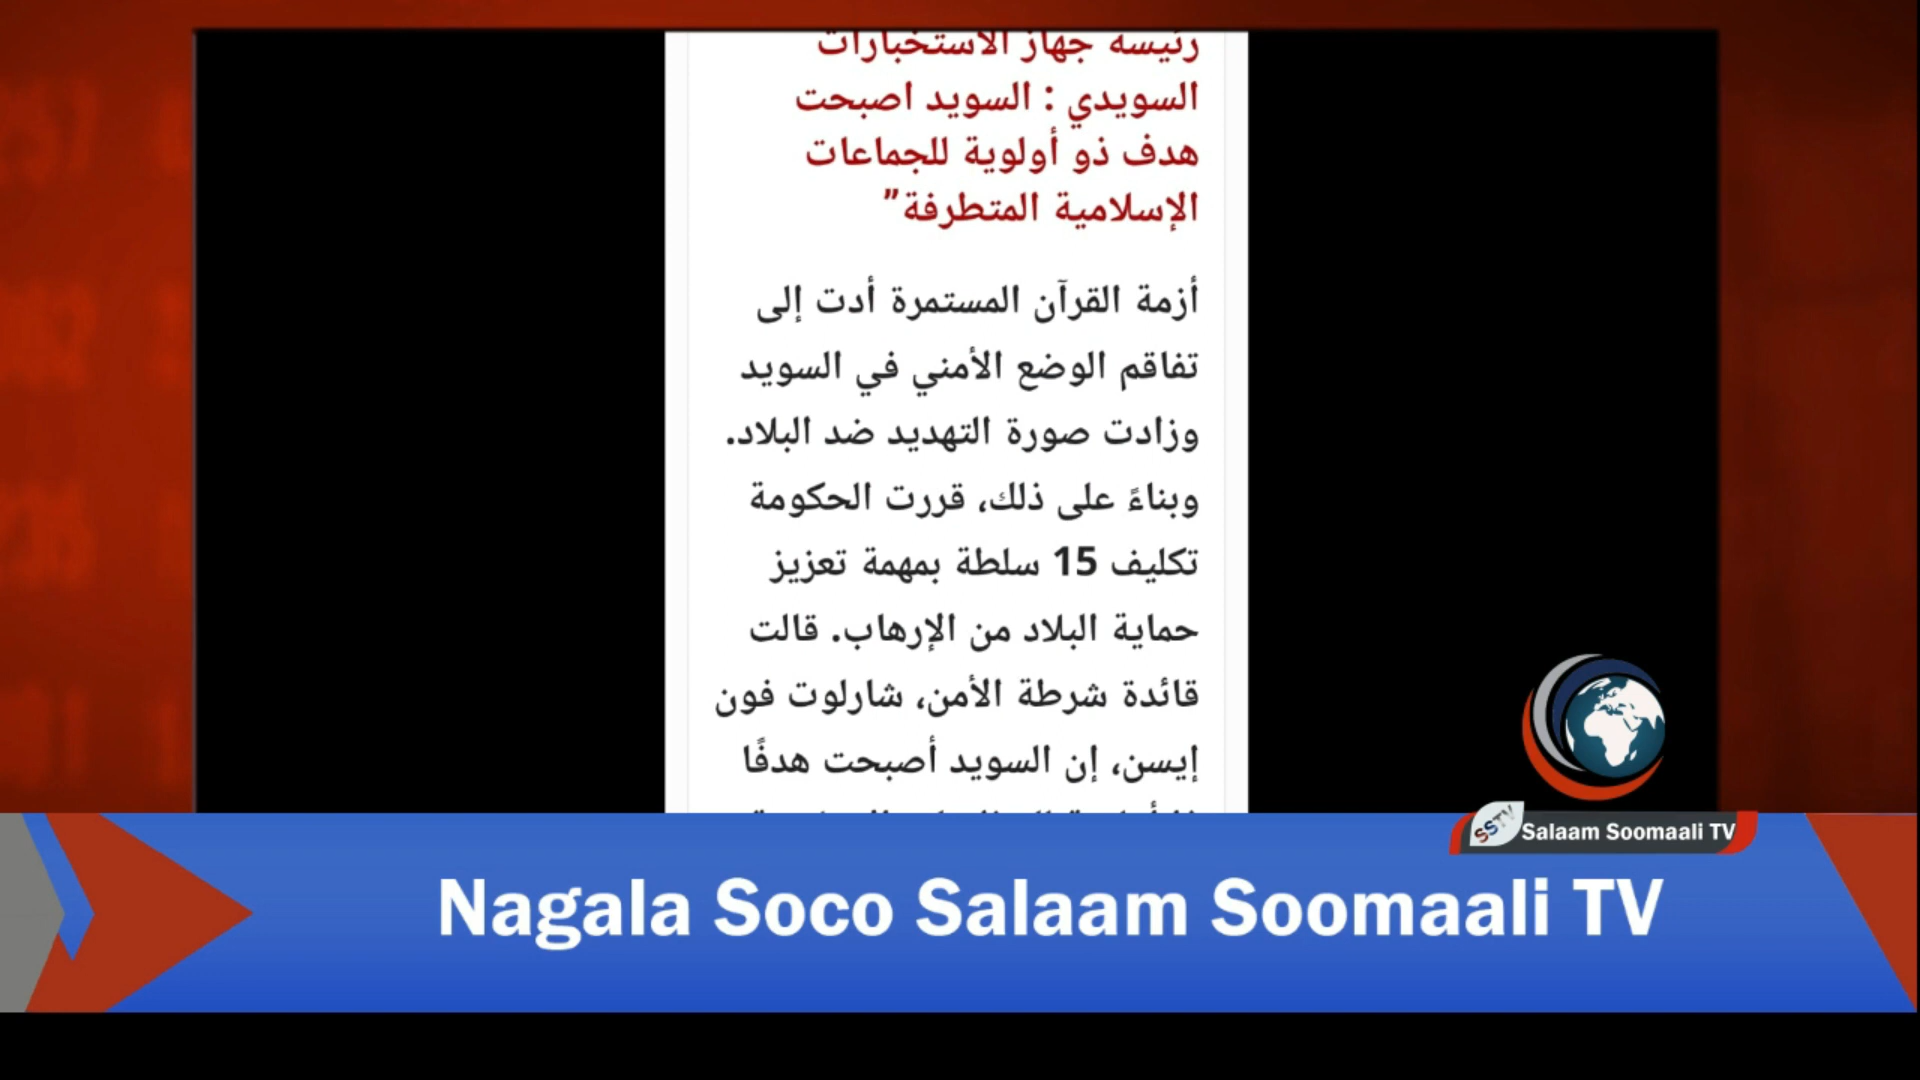 رئيسة جهاز الاستخبارات
السويدي : السويد اصبحت
هدف ذو أولوية للجماعات
الإسلامية المتطرفة”
أزمة القرآن المستمرة أدت إلى
تفاقم الوضع الأمني في السويد
وزادت صورة التهديد ضد البلاد.
وبناءً على ذلك، قررت الحكومة
تكليف 15 سلطة بمهمة تعزيز
حماية البلاد من الإرهاب. قالت
قائدة شرطة الأمن، شارلوت فون
إيسن، إن السويد أصبحت هدفًا
SSTV Salaam Soomaali TV
Nagala Soco Salaam Soomaali TV